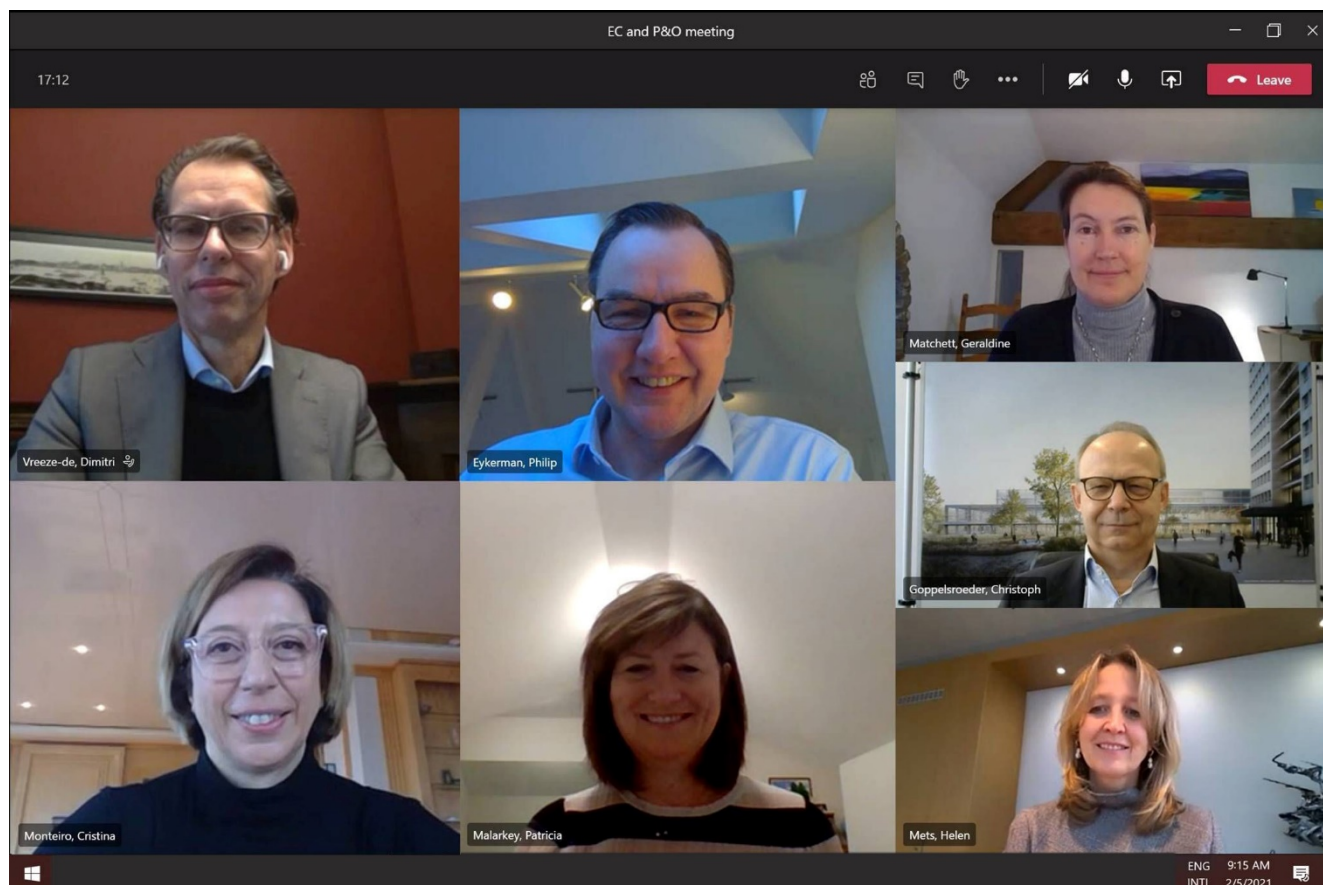 EC and P&O meeting
17:12
Leave
Vreeze-de, Dimitri
Eykerman, Philip
Matchett, Geraldine
Goppelsroeder, Christoph
Monteiro, Cristina
Malarkey, Patricia
Mets, Helen
ENG
INTL
9:15 AM
2/5/2021